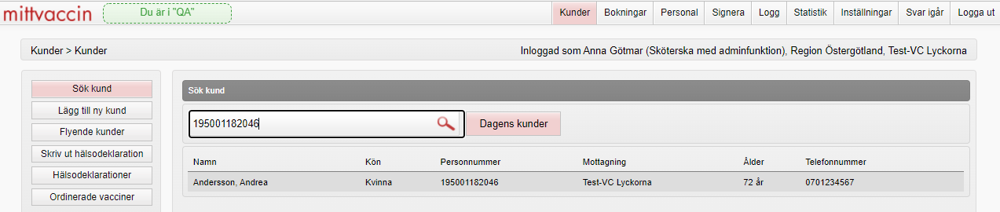 mittvaccin
Du är i "QA"
Kunder Bokningar Personal Signera Logg Statistik Inställningar Svar igår Logga ut
Kunder > Kunder
Inloggad som Anna Götmar (Sköterska med adminfunktion), Region Östergötland, Test-VC Lyckorna
Sök kund
Lägg till ny kund
Flyende kunder
Skriv ut hälsodeklaration
Hälsodeklarationer
Ordinerade vacciner
Sök kund
195001182046
Dagens kunder
Namn Kön Personnummer Mottagning Ålder Telefonnummer
Andersson, Andrea Kvinna 195001182046 Test-VC Lyckorna 72 år 0701234567